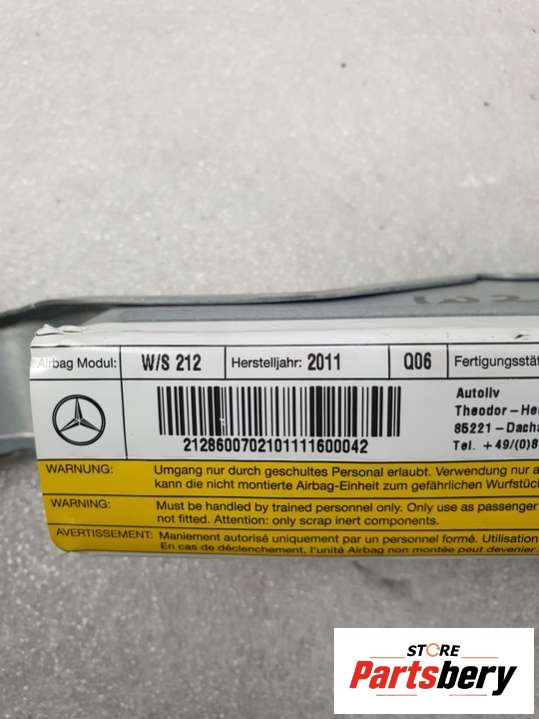 Airbag Modul: W/S 212 Herstelljahr: 2011 Q06
Autoliv
85221-
Tel. +49/(0)8
2128600702101111600042
WARNUNG: Umgang nur durch geschultes Personal erlaubt. Verwendung nur
kann die nicht montierte Airbag-Einheit zum gefährlichen
WARNING: Must be handled by trained personnel only. Only use as passenger
not fitted. Attention: only scrap inert components.
AVERTISSEMENT: Maniement autorisé uniquement par un personnel formé. Utilisation
En cas de déclenchement, l'unité Airbag non montée peut devenir
STORE
Partsbery